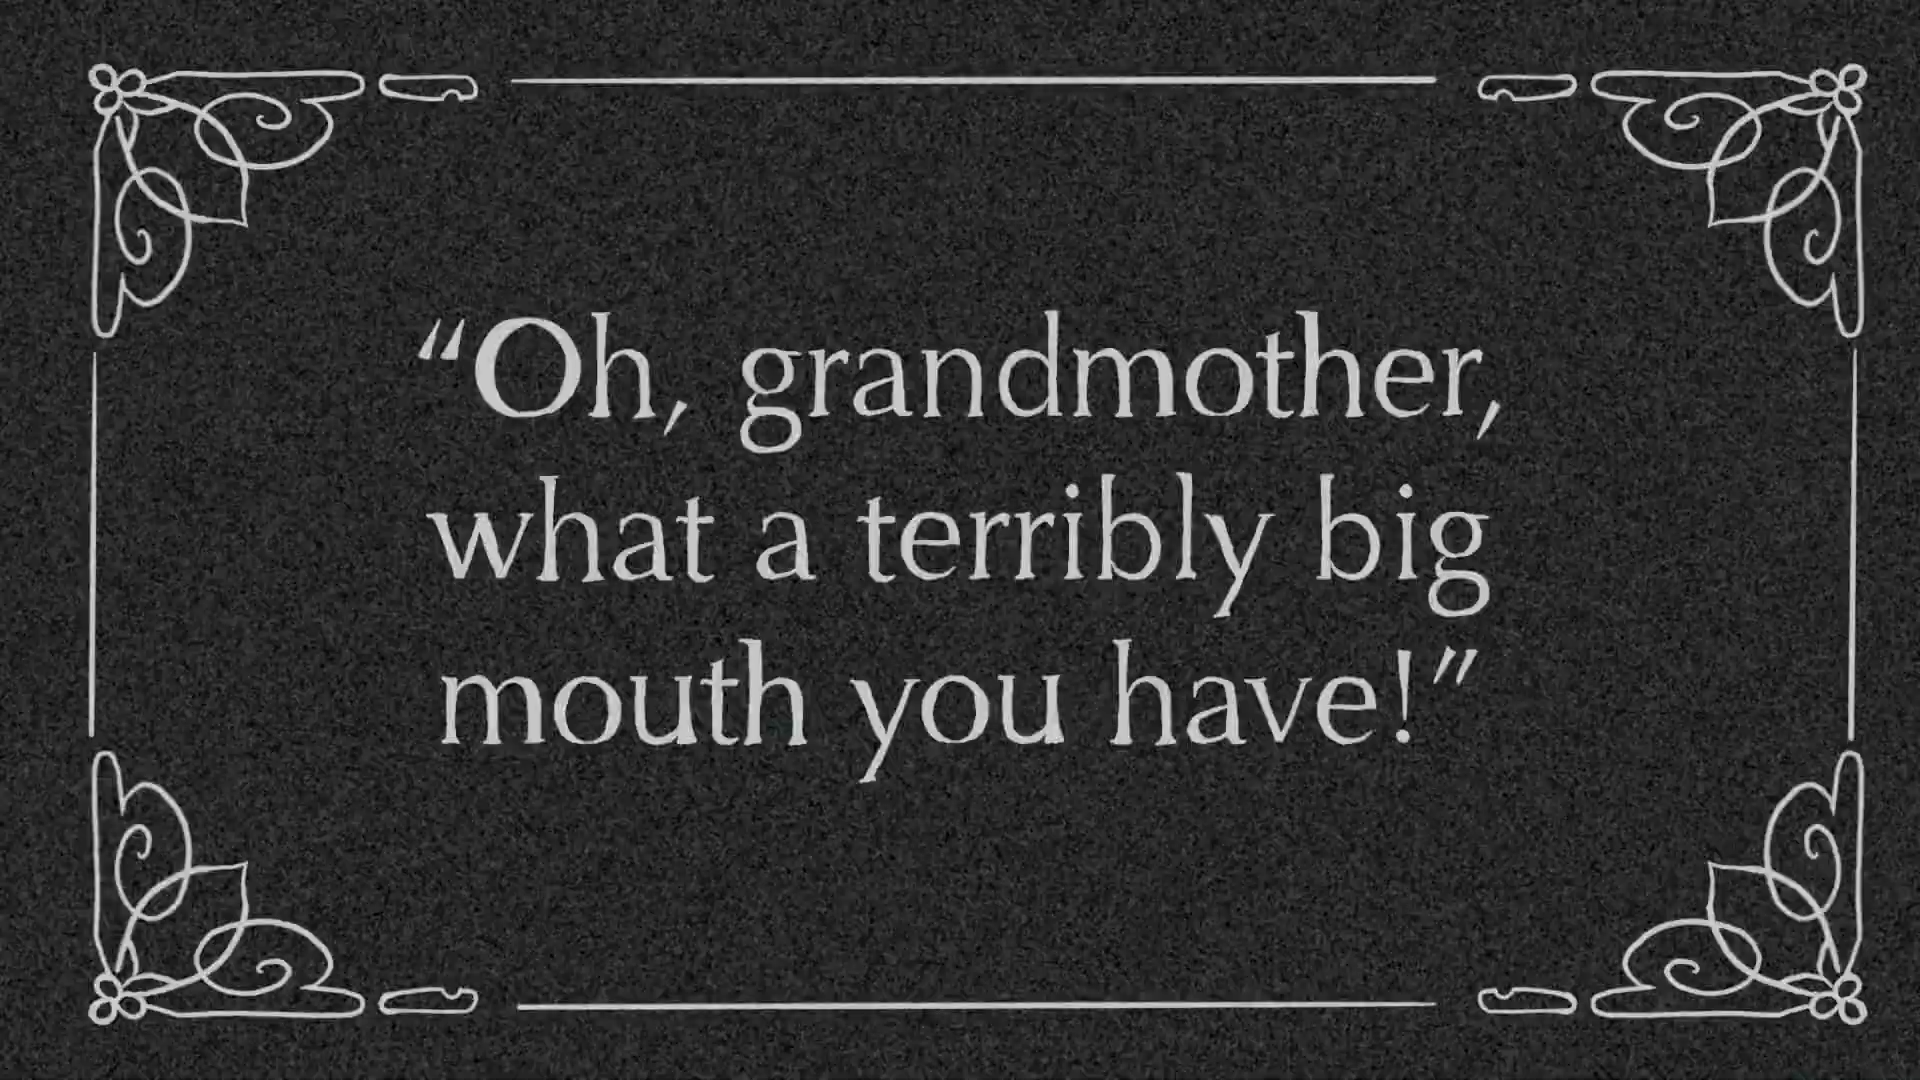 “Oh, grandmother,
what a terribly big
mouth you have!”